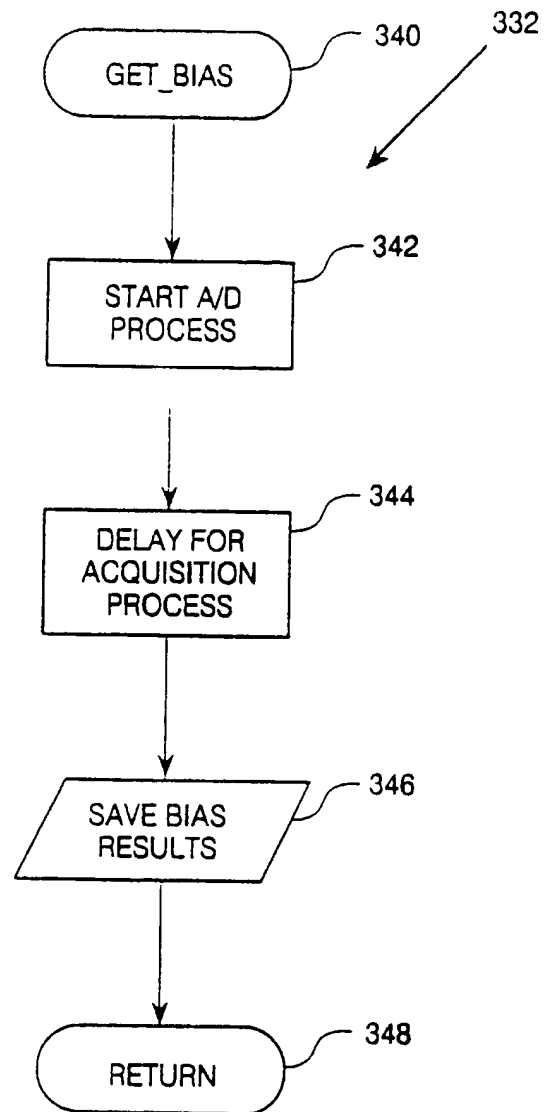 340
332
GET_BIAS
342
START A/D
PROCESS
344
DELAY FOR
ACQUISITION
PROCESS
346
SAVE BIAS
RESULTS
348
RETURN